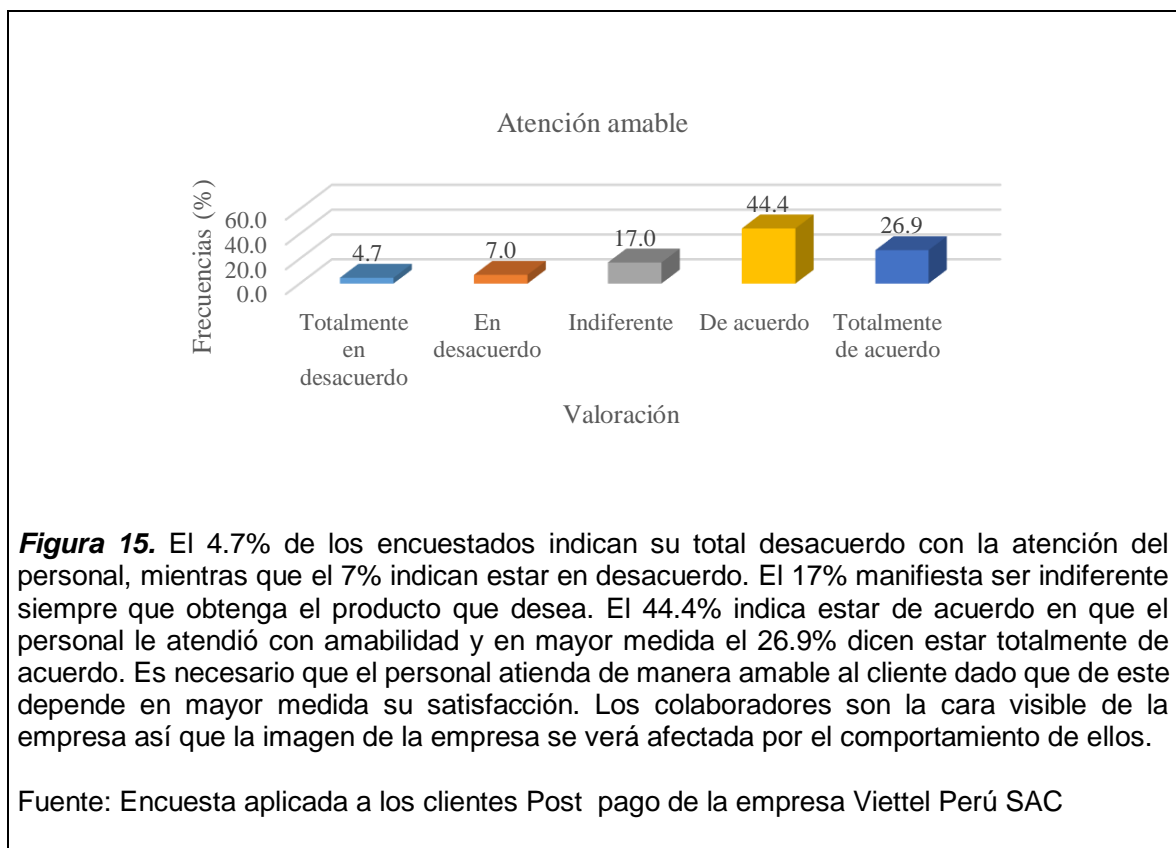 Atención amable
Frecuencias (%)
60.0
40.0
20.0
0.0
4.7
7.0
17.0
44.4
26.9
Totalmente
en
desacuerdo
En
desacuerdo
Indiferente
De acuerdo
Totalmente
de acuerdo
Valoración
Figura 15. El 4.7% de los encuestados indican su total desacuerdo con la atención del
personal, mientras que el 7% indican estar en desacuerdo. El 17% manifiesta ser indiferente
siempre que obtenga el producto que desea. El 44.4% indica estar de acuerdo en que el
personal le atendió con amabilidad y en mayor medida el 26.9% dicen estar totalmente de
acuerdo. Es necesario que el personal atienda de manera amable al cliente dado que de este
depende en mayor medida su satisfacción. Los colaboradores son la cara visible de la
empresa así que la imagen de la empresa se verá afectada por el comportamiento de ellos.
Fuente: Encuesta aplicada a los clientes Post pago de la empresa Viettel Perú SAC